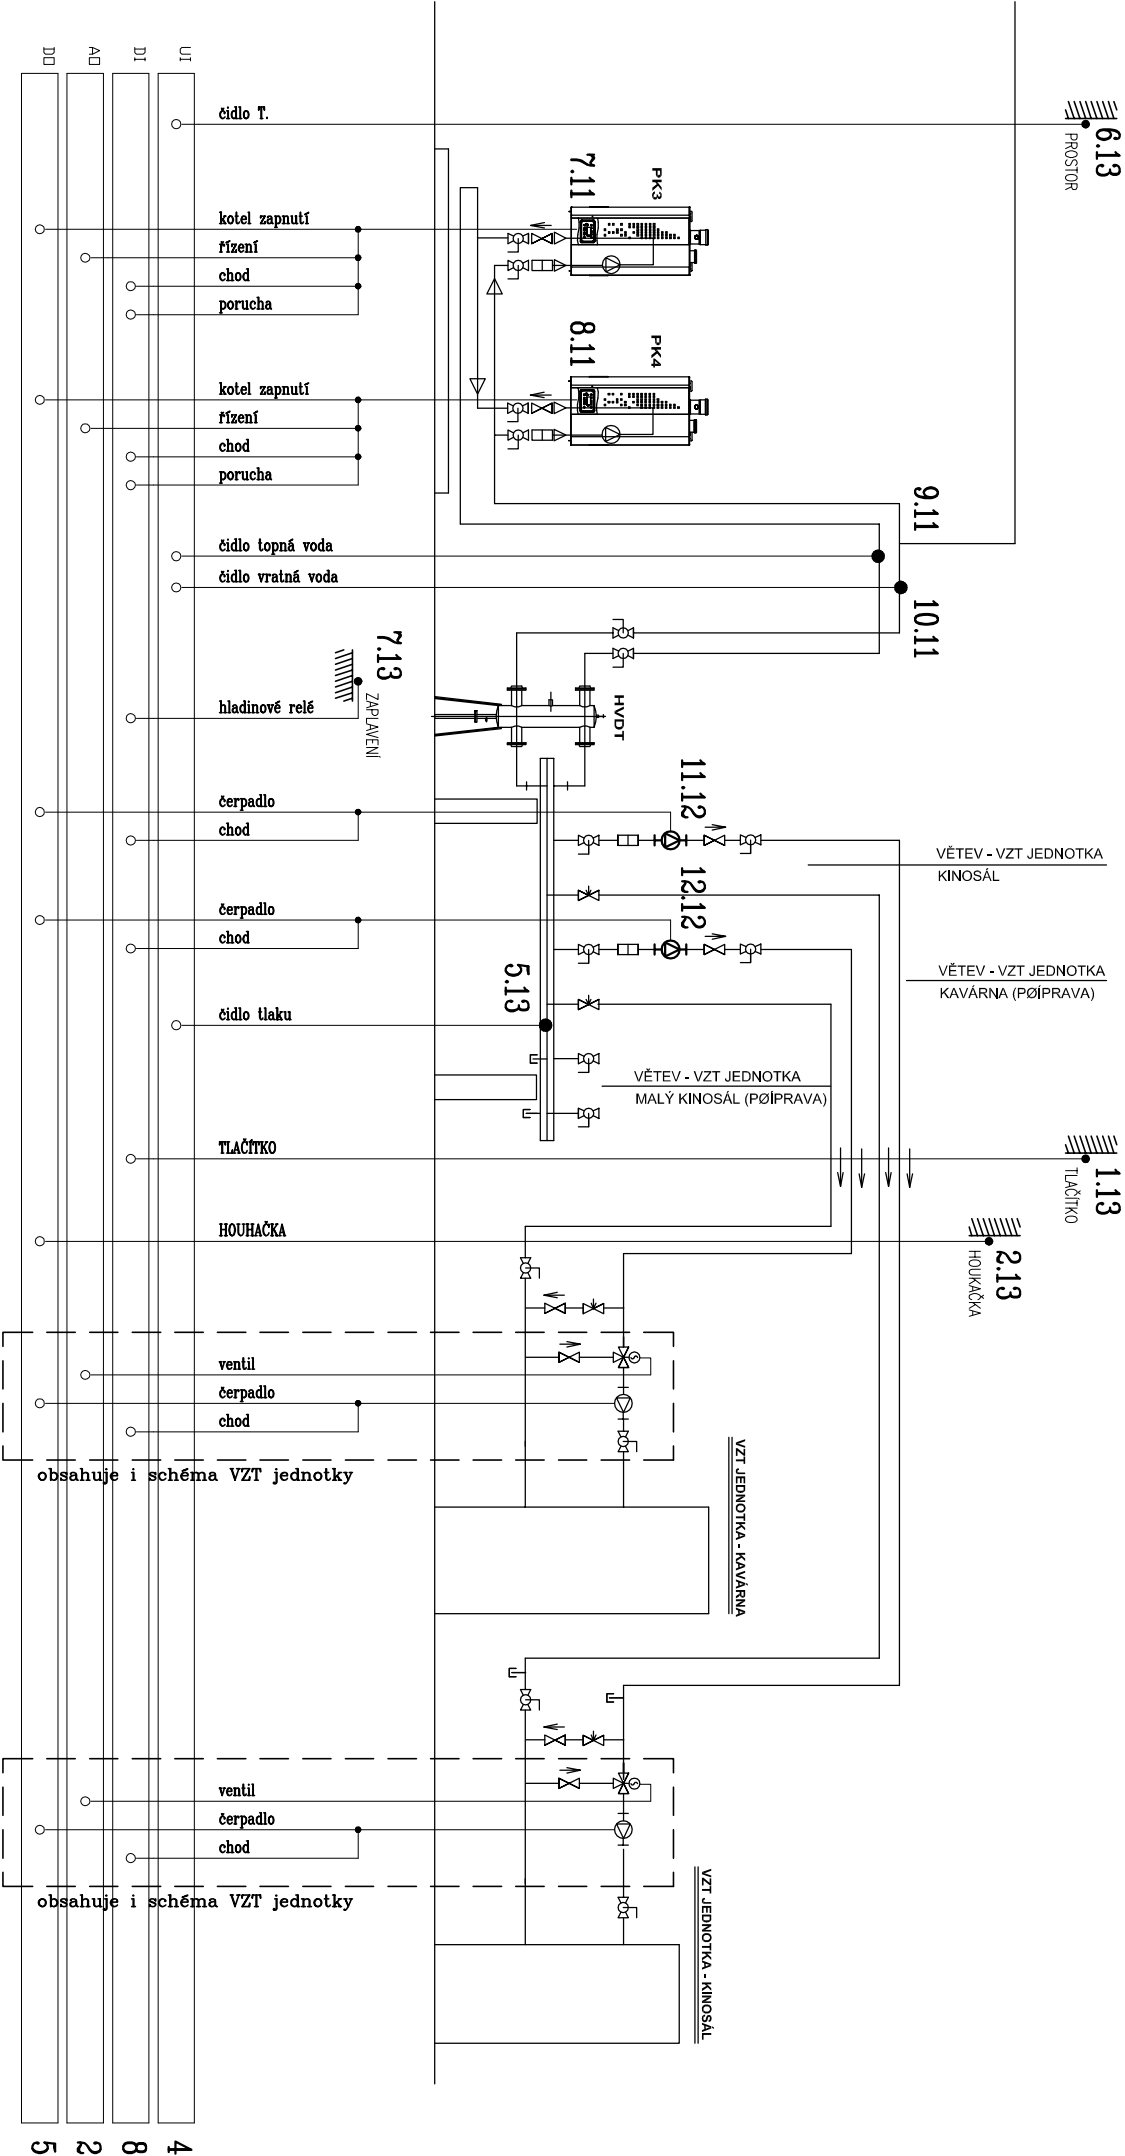 DO
AO
DI
UI
čidlo T.
6.13
PROSTOR
7.11
PK3
kotel zapnutí
řízení
chod
porucha
8.11
PK4
kotel zapnutí
řízení
chod
porucha
9.11
čidlo topná voda
čidlo vratná voda
10.11
7.13
ZAPLAVENÍ
hladinové relé
HVDT
11.12
čerpadlo
chod
VĚTEV - VZT JEDNOTKA
KINOSÁL
12.12
čerpadlo
chod
VĚTEV - VZT JEDNOTKA
KAVÁRNA (PØÍPRAVA)
5.13
čidlo tlaku
VĚTEV - VZT JEDNOTKA
MALÝ KINOSÁL (PØÍPRAVA)
TLAČÍTKO
1.13
TLAČÍTKO
HOUHAČKA
2.13
HOUKAČKA
ventil
čerpadlo
chod
obsahuje i schéma VZT jednotky
VZT JEDNOTKA - KAVÁRNA
ventil
čerpadlo
chod
obsahuje i schéma VZT jednotky
VZT JEDNOTKA - KINOSÁL
5
2
8
4